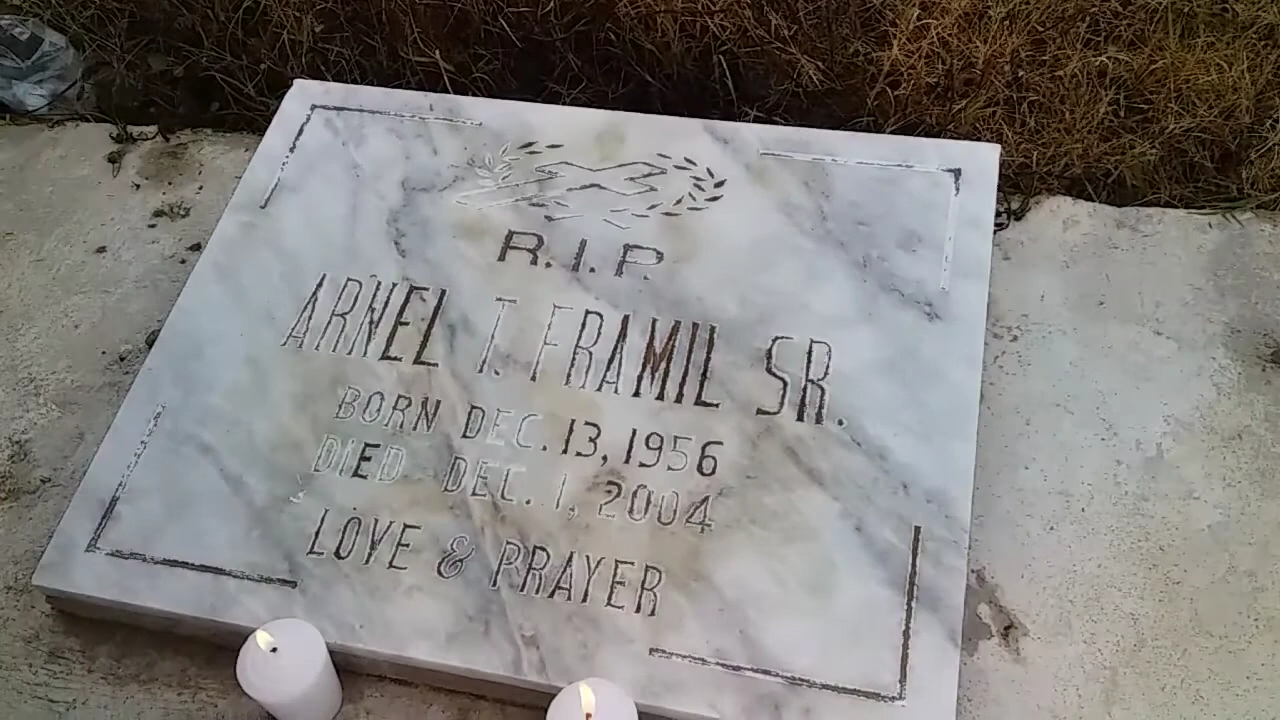 R.I.P.
ARNEL T. FRAMIL SR.
BORN DEC. 13, 1956
DIED DEC. 1, 2004
LOVE & PRAYER